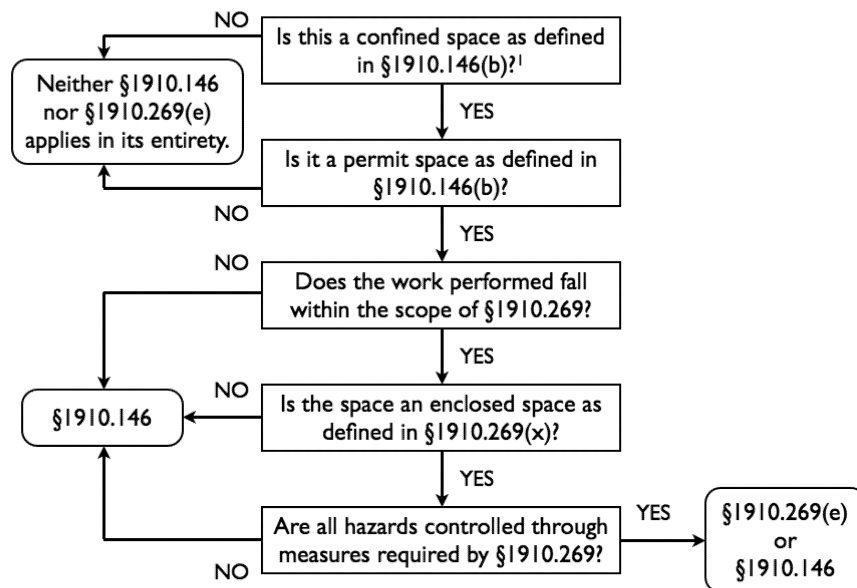 NO
Is this a confined space as defined
in §1910.146(b)?¹
Neither §1910.146
nor §1910.269(e)
applies in its entirety.
YES
Is it a permit space as defined in
§1910.146(b)?
NO
YES
NO
Does the work performed fall
within the scope of §1910.269?
YES
NO
§1910.146
Is the space an enclosed space as
defined in §1910.269(x)?
YES
Are all hazards controlled through
measures required by §1910.269?
NO
YES
§1910.269(e)
or
§1910.146